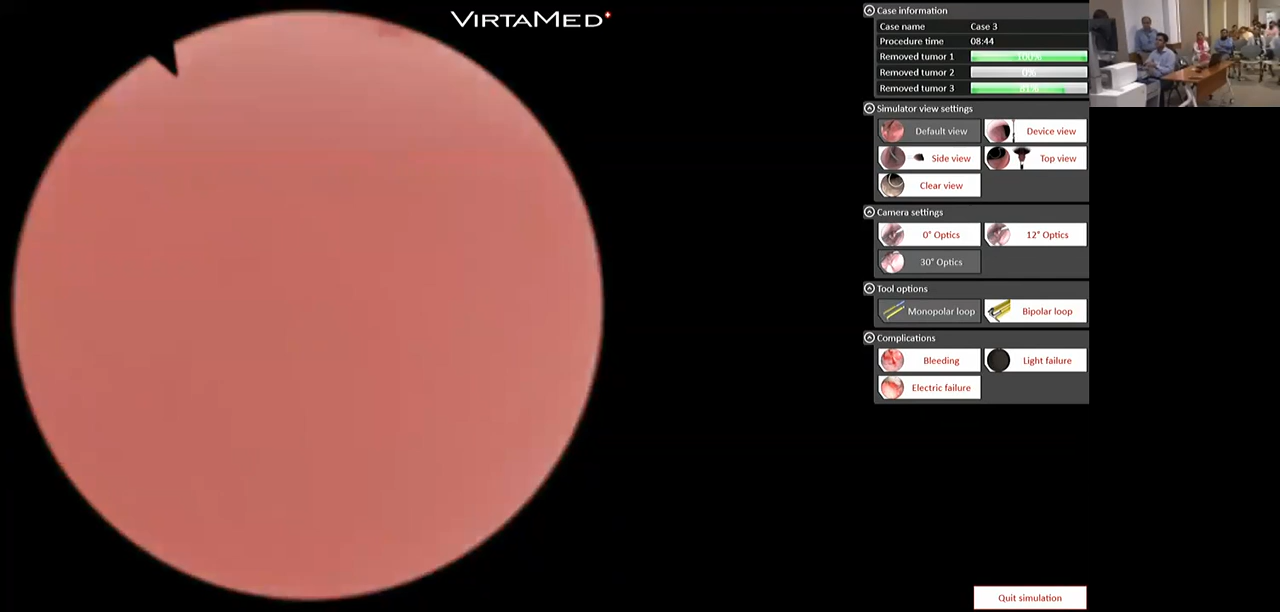 VIRTAMED
Case information
Case name Case 3
Procedure time 08:44
Removed tumor 1 100%
Removed tumor 2 0%
Removed tumor 3
Simulator view settings
Default view Device view
Side view Top view
Clear view
Camera settings
0° Optics 12° Optics
30° Optics
Tool options
Monopolar loop Bipolar loop
Complications
Bleeding Light failure
Electric failure
Quit simulation